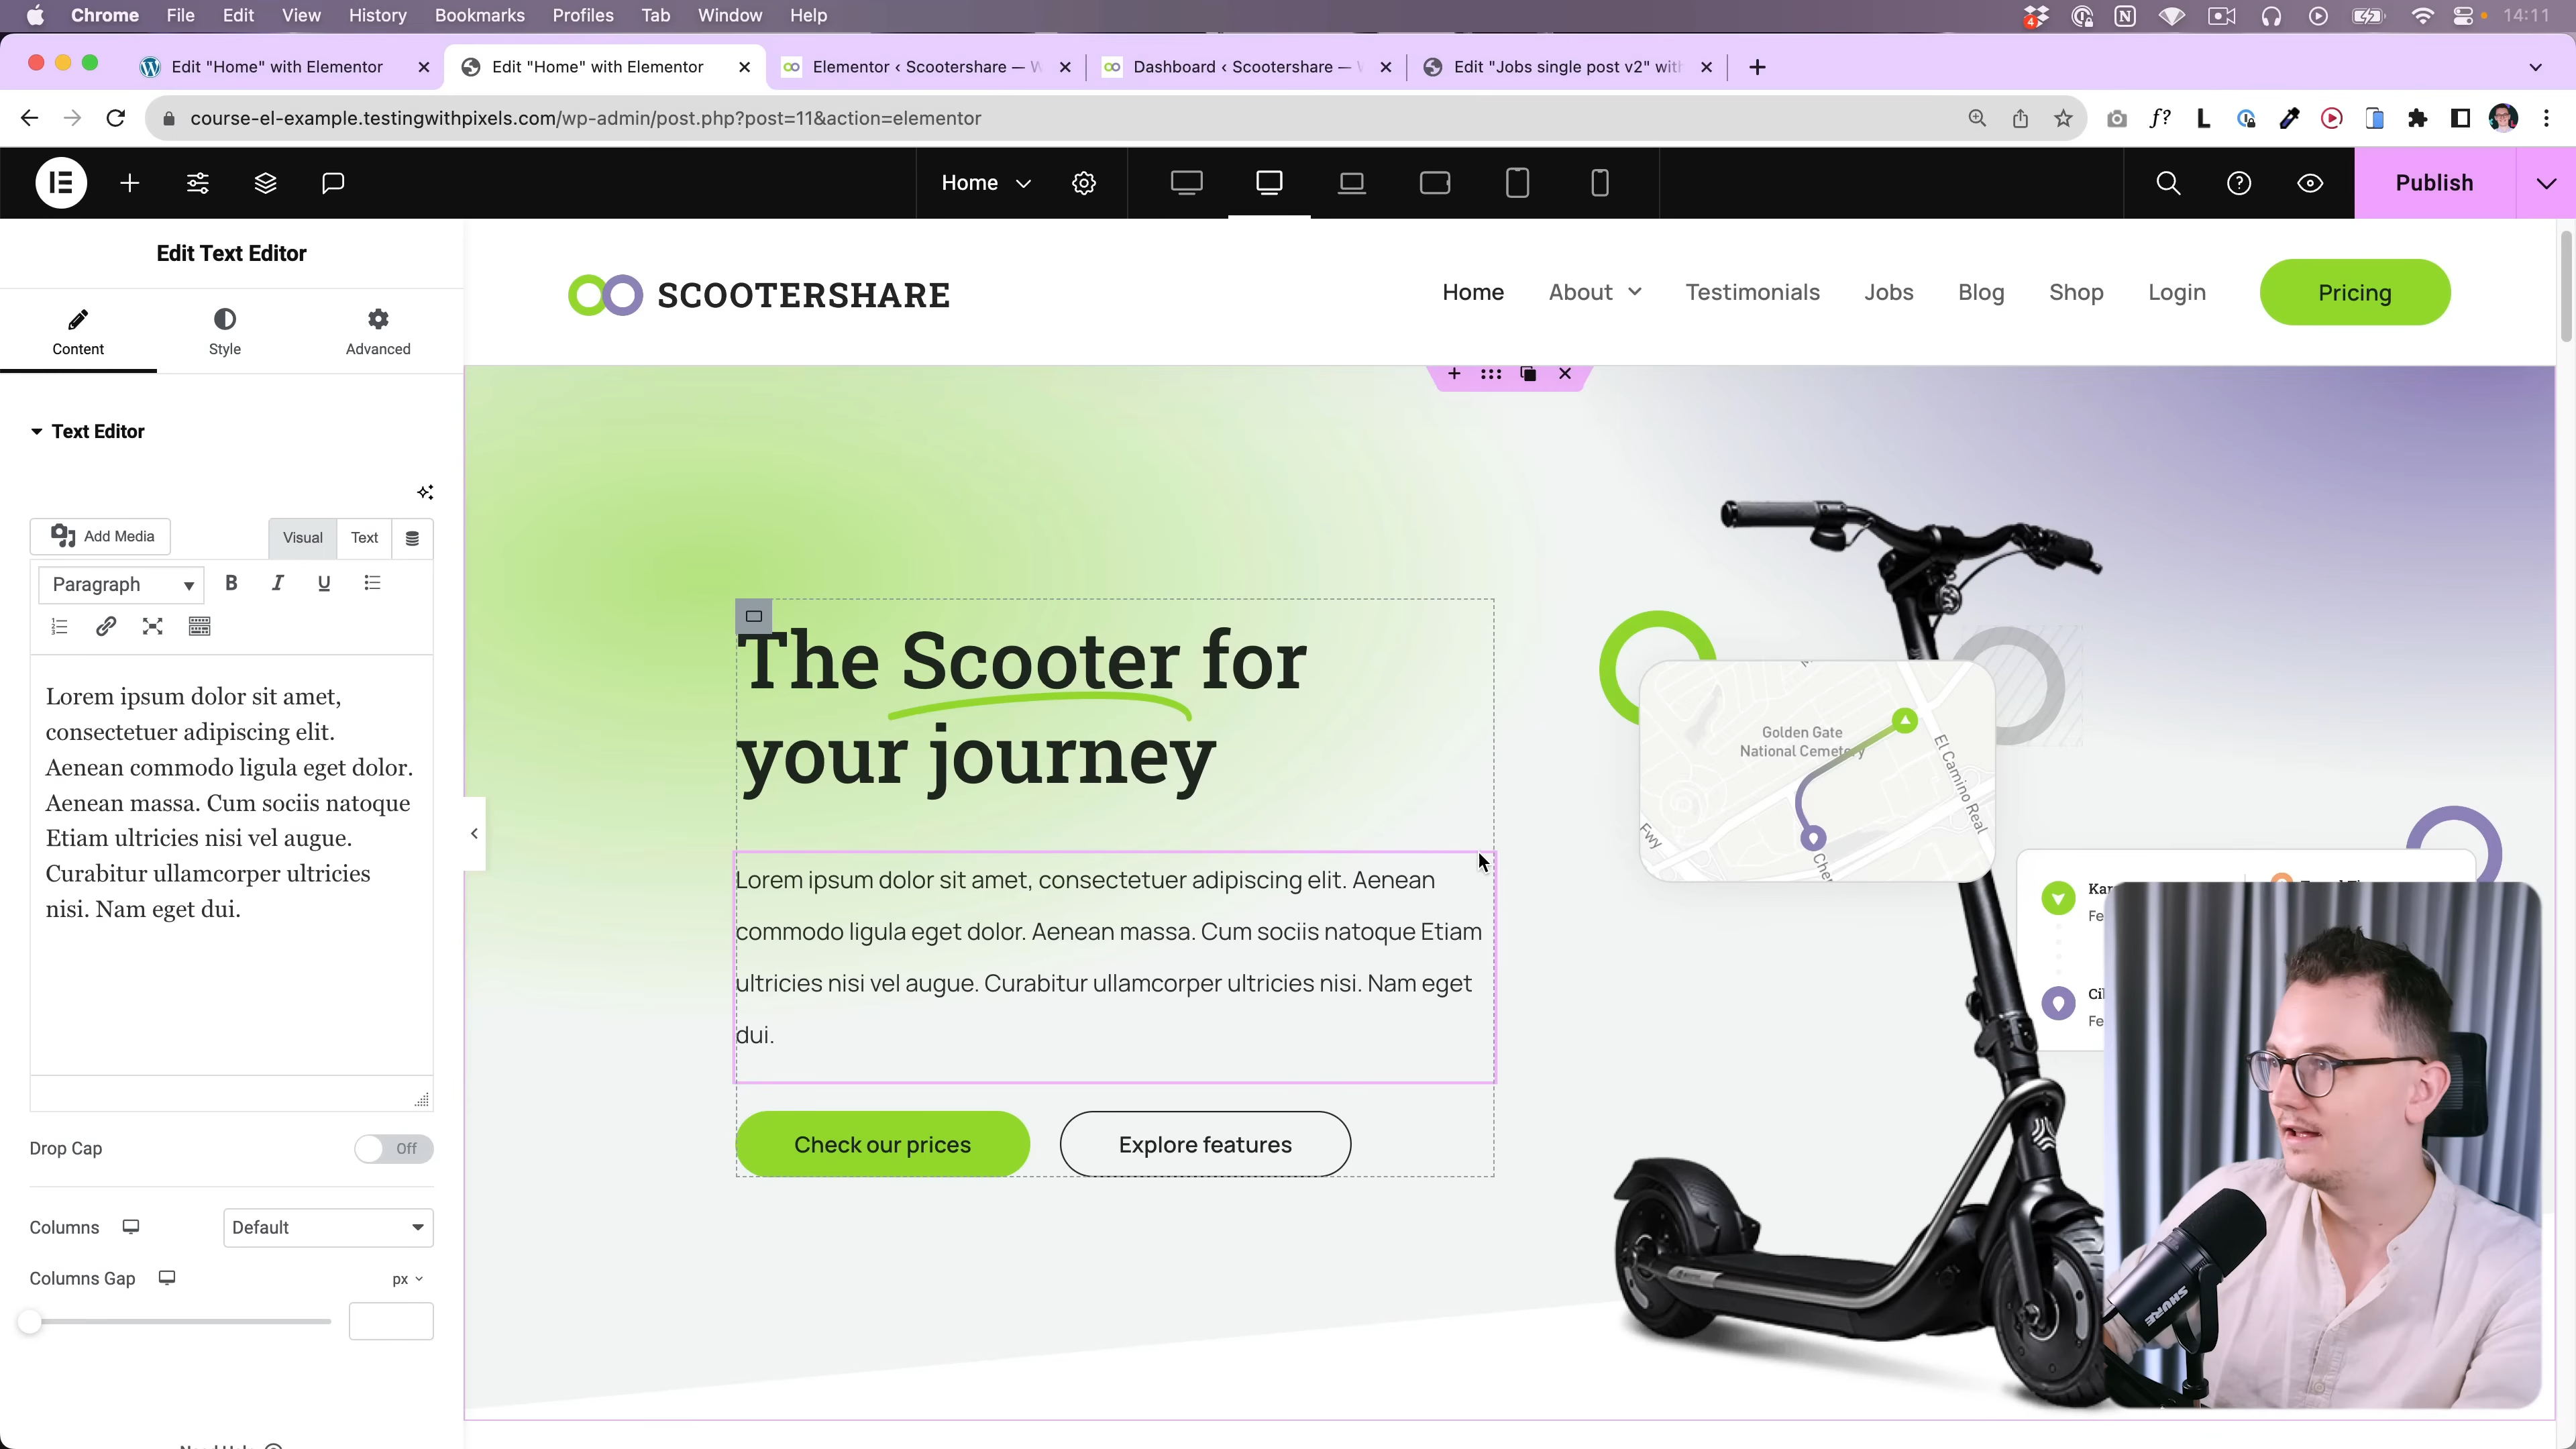 Chrome File Edit View History Bookmarks Profiles Tab Window Help
4
14:11
Edit "Home" with Elementor
Edit "Home" with Elementor
Elementor ‹ Scootershare — W
Dashboard ‹ Scootershare —
Edit "Jobs single post v2" wit
course-el-example.testingwithpixels.com/wp-admin/post.php?post=11&action=elementor
f?
L
Home
Publish
Edit Text Editor
Content
Style
Advanced
Text Editor
Add Media
Visual
Text
Paragraph
B I U
Lorem ipsum dolor sit amet,
consectetuer adipiscing elit.
Aenean commodo ligula eget dolor.
Aenean massa. Cum sociis natoque
Etiam ultricies nisi vel augue.
Curabitur ullamcorper ultricies
nisi. Nam eget dui.
Drop Cap
Off
Columns
Default
Columns Gap
px
SCOOTERSHARE
Home
About
Testimonials
Jobs
Blog
Shop
Login
Pricing
The Scooter for
your journey
Lorem ipsum dolor sit amet, consectetuer adipiscing elit. Aenean
commodo ligula eget dolor. Aenean massa. Cum sociis natoque Etiam
ultricies nisi vel augue. Curabitur ullamcorper ultricies nisi. Nam eget
dui.
Check our prices
Explore features
Golden Gate
National Cemetery
El Camino Real
Fwy
Cher
Kar
Fe
Cil
Fe
SHURE